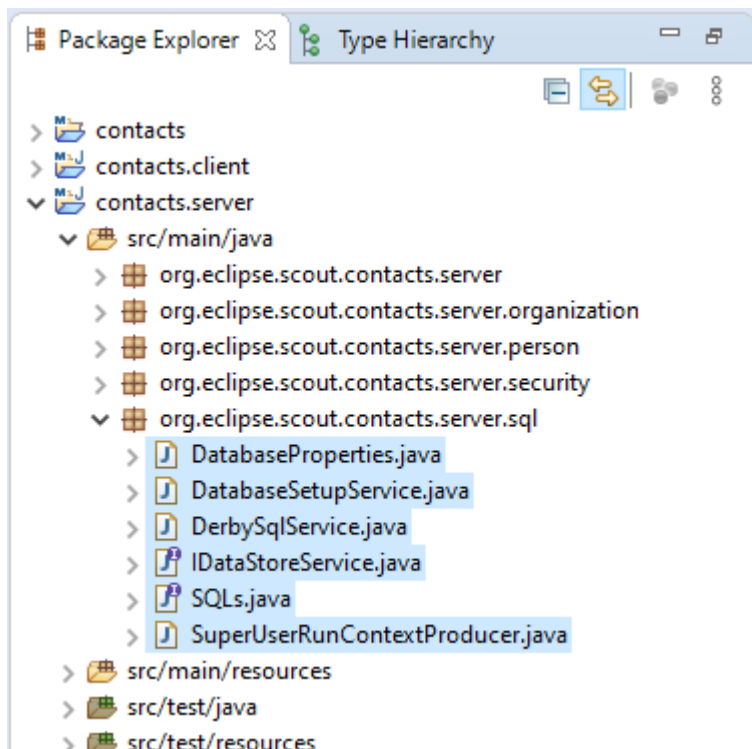 Package Explorer Type Hierarchy
contacts
contacts.client
contacts.server
src/main/java
org.eclipse.scout.contacts.server
org.eclipse.scout.contacts.server.organization
org.eclipse.scout.contacts.server.person
org.eclipse.scout.contacts.server.security
org.eclipse.scout.contacts.server.sql
DatabaseProperties.java
DatabaseSetupService.java
DerbySqlService.java
IDataStoreService.java
SQLs.java
SuperUserRunContextProducer.java
src/main/resources
src/test/java
src/test/resources